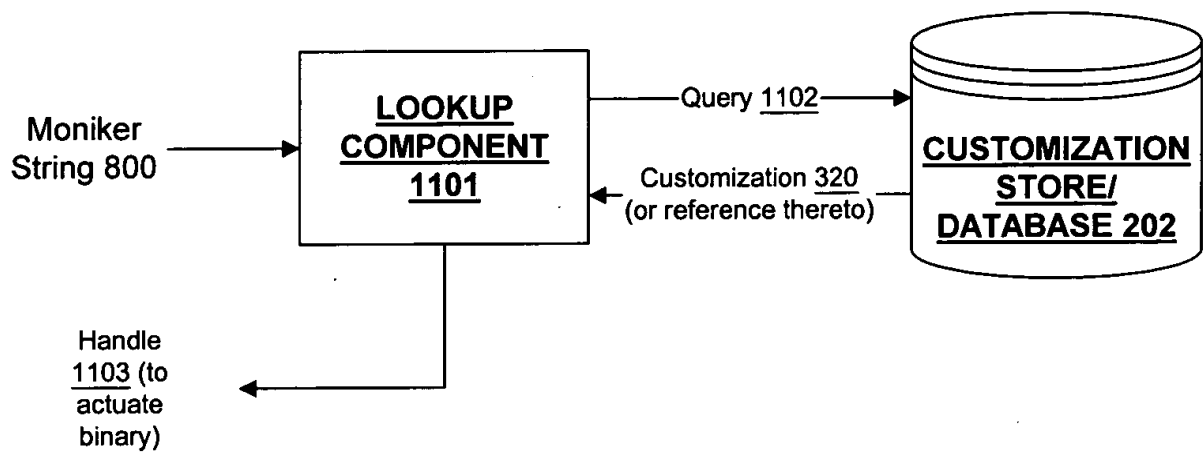 Moniker
String 800
LOOKUP
COMPONENT
1101
Query 1102
Customization 320
(or reference thereto)
CUSTOMIZATION
STORE/
DATABASE 202
Handle
1103 (to
actuate
binary)